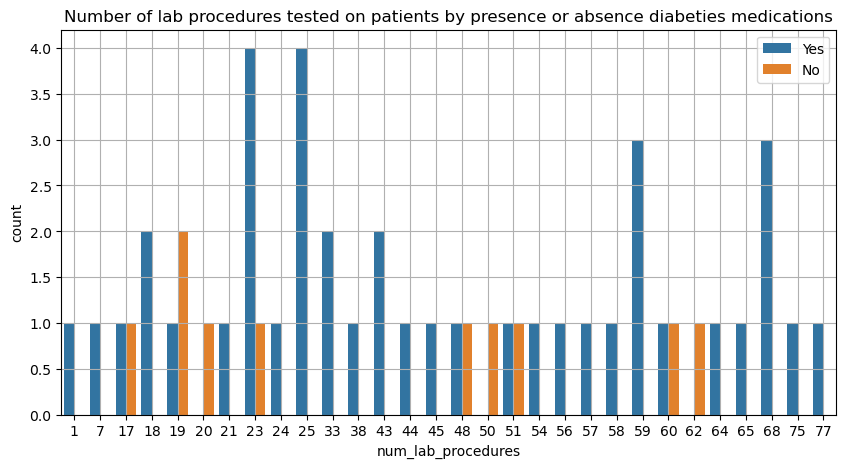 Number of lab procedures tested on patients by presence or absence diabeties medications
Yes
No
4.0
3.5
3.0
2.5
2.0
1.5
1.0
0.5
0.0
count
1 7 17 18 19 20 21 23 24 25 33 38 43 44 45 48 50 51 54 56 57 58 59 60 62 64 65 68 75 77
num_lab_procedures